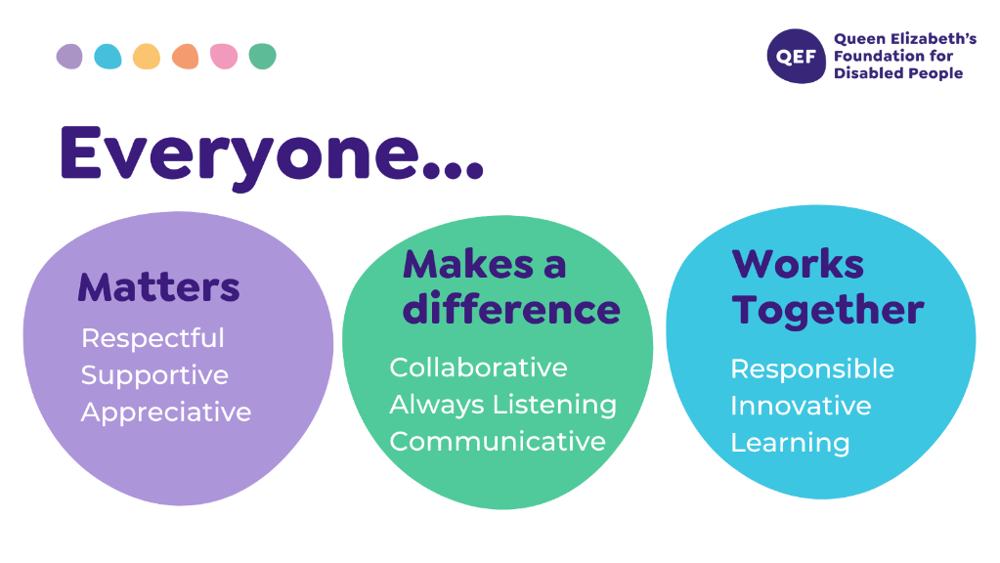 QEF
Queen Elizabeth's
Foundation for
Disabled People
Everyone...
Matters
Respectful
Supportive
Appreciative
Makes a
difference
Collaborative
Always Listening
Communicative
Works
Together
Responsible
Innovative
Learning